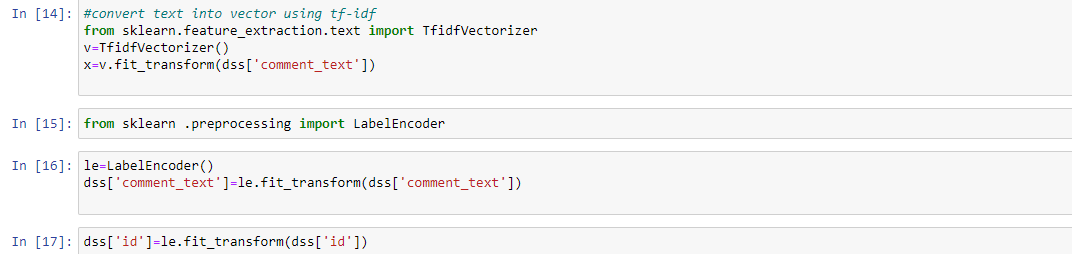 In [14]: #convert text into vector using tf-idf
from sklearn.feature_extraction.text import TfidfVectorizer
v=TfidfVectorizer()
x=v.fit_transform(dss['comment_text'])
In [15]: from sklearn .preprocessing import LabelEncoder
In [16]: le=LabelEncoder()
dss['comment_text']=le.fit_transform(dss['comment_text'])
In [17]: dss['id']=le.fit_transform(dss['id'])